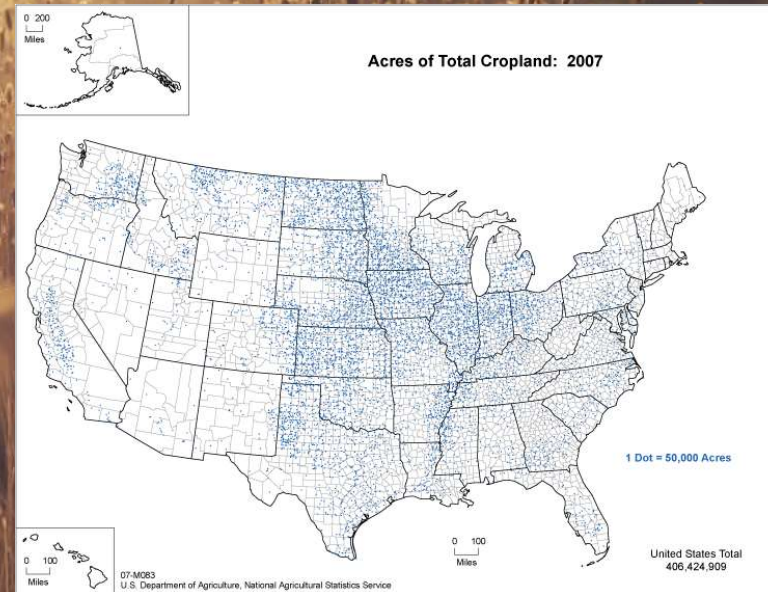 0 200
Miles
Acres of Total Cropland: 2007
1 Dot = 50,000 Acres
0 100
Miles
United States Total
406,424,909
0 100
Miles
07-M083
U.S. Department of Agriculture, National Agricultural Statistics Service